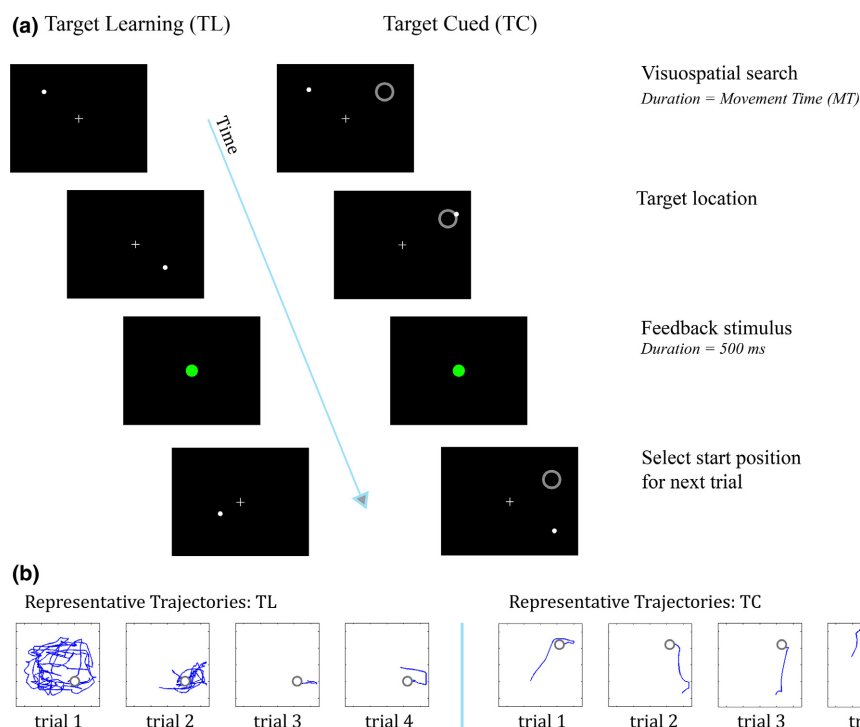 (a) Target Learning (TL) Target Cued (TC)
Visuospatial search
Duration = Movement Time (MT)
Time
Target location
Feedback stimulus
Duration = 500 ms
Select start position
for next trial
(b)
Representative Trajectories: TL Representative Trajectories: TC
trial 1 trial 2 trial 3 trial 4 trial 1 trial 2 trial 3